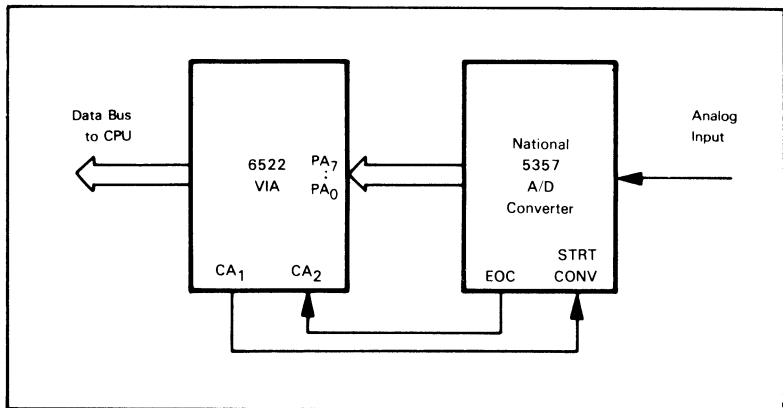 Data Bus
to CPU
6522
VIA
PA7
:
PA0
CA1
CA2
National
5357
A/D
Converter
STRT
CONV
EOC
Analog
Input